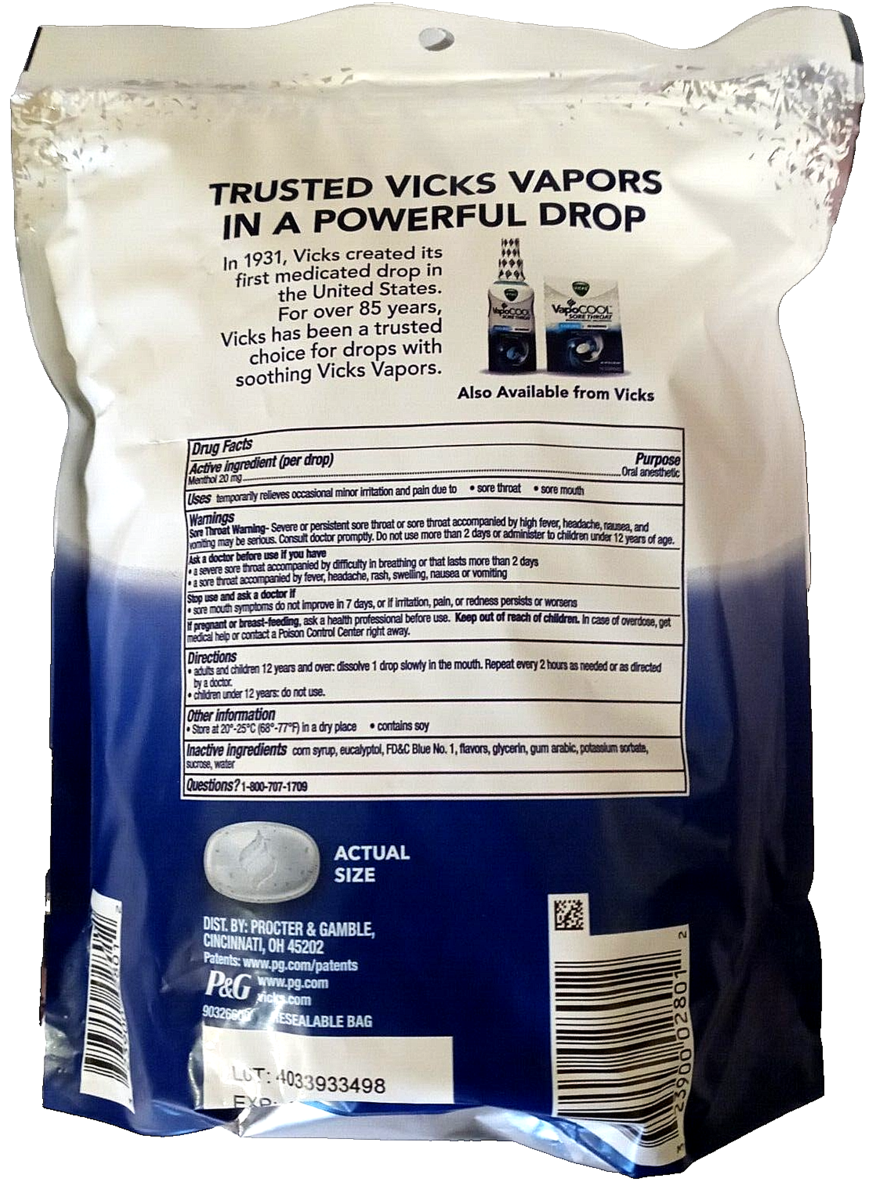 TRUSTED VICKS VAPORS
IN A POWERFUL DROP
In 1931, Vicks created its
first medicated drop in
the United States.
For over 85 years,
Vicks has been a trusted
choice for drops with
soothing Vicks Vapors.
VICKS
VapoCOOL
SORE THROAT
VICKS
VapoCOOL
SORE THROAT
Also Available from Vicks
Drug Facts
Active ingredient (per drop) Purpose
Menthol 20 mg Oral anesthetic
Uses temporarily relieves occasional minor irritation and pain due to • sore throat • sore mouth
Warnings
Sore Throat Warning- Severe or persistent sore throat or sore throat accompanied by high fever, headache, nausea, and
vomiting may be serious. Consult doctor promptly. Do not use more than 2 days or administer to children under 12 years of age.
Ask a doctor before use if you have
• a severe sore throat accompanied by difficulty in breathing or that lasts more than 2 days
• a sore throat accompanied by fever, headache, rash, swelling, nausea or vomiting
Stop use and ask a doctor if
• sore mouth symptoms do not improve in 7 days, or if irritation, pain, or redness persists or worsens
If pregnant or breast-feeding, ask a health professional before use. Keep out of reach of children. In case of overdose, get
medical help or contact a Poison Control Center right away.
Directions
• adults and children 12 years and over: dissolve 1 drop slowly in the mouth. Repeat every 2 hours as needed or as directed
by a doctor.
• children under 12 years: do not use.
Other information
• Store at 20°-25°C (68°-77°F) in a dry place • contains soy
Inactive ingredients corn syrup, eucalyptol, FD&C Blue No. 1, flavors, glycerin, gum arabic, potassium sorbate,
sucrose, water
Questions? 1-800-707-1709
ACTUAL
SIZE
DIST. BY: PROCTER & GAMBLE,
CINCINNATI, OH 45202
Patents: www.pg.com/patents
P&G www.pg.com
vicks.com
RESEALABLE BAG
LOT: 4033933498
EXP:
3 23900 02801 2